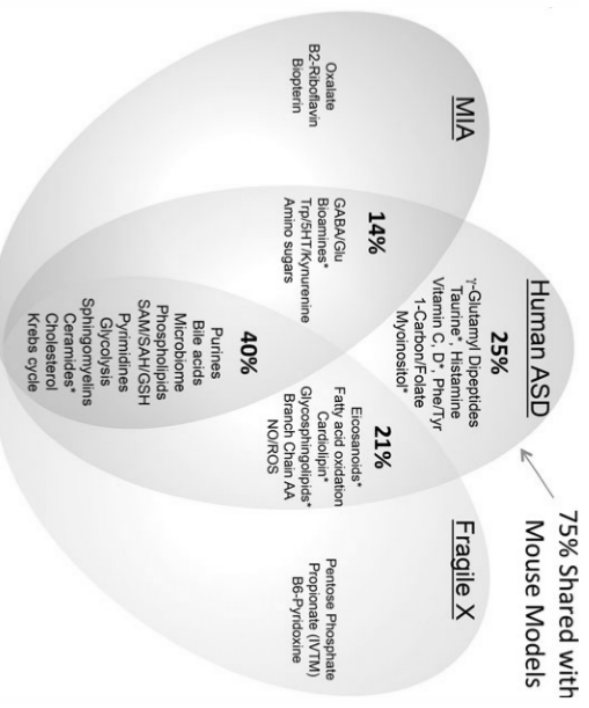 75% Shared with
Mouse Models
Human ASD
MIA
Fragile X
25%
γ-Glutamyl Dipeptides
Taurine*, Histamine
Vitamin C, D*, Phe/Tyr
1-Carbon/Folate
Myoinositol*
14%
GABA/Glu
Bioamines*
Trp/5HT/Kynurenine
Amino sugars
21%
Eicosanoids*
Fatty acid oxidation
Cardiolipin*
Glycosphingolipids*
Branch Chain AA
NO/ROS
Oxalate
B2-Riboflavin
Biopterin
Pentose Phosphate
Propionate (IVTM)
B6-Pyridoxine
40%
Purines
Bile acids
Microbiome
Phospholipids
SAM/SAH/GSH
Pyrimidines
Glycolysis
Sphingomyelins
Ceramides*
Cholesterol
Krebs cycle